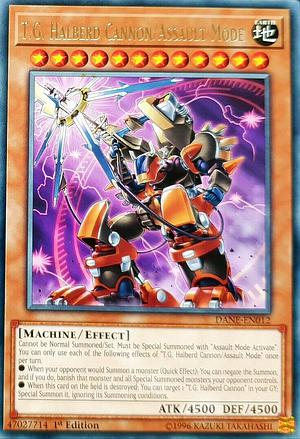 T.G. Halberd Cannon/Assault Mode
EARTH
地
DANE-EN012
[Machine/Effect]
Cannot be Normal Summoned/Set. Must be Special Summoned with "Assault Mode Activate".
You can only use each of the following effects of "T.G. Halberd Cannon/Assault Mode" once
per turn.
● When your opponent would Summon a monster (Quick Effect): You can negate the Summon,
and if you do, banish that monster and all Special Summoned monsters your opponent controls.
● When this card on the field is destroyed: You can target 1 "T.G. Halberd Cannon" in your GY;
Special Summon it, ignoring its Summoning conditions.
ATK/4500 DEF/4500
47027714 1st Edition ©1996 KAZUKI TAKAHASHI